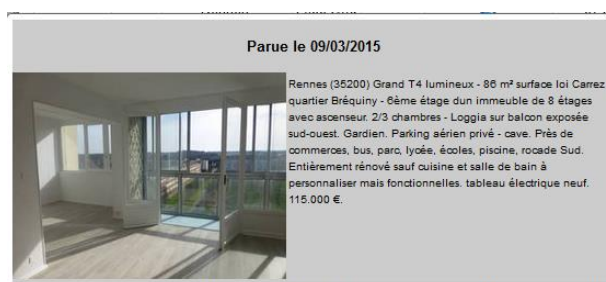 Parue le 09/03/2015
Rennes (35200) Grand T4 lumineux - 86 m² surface loi Carrez
quartier Bréquiny - 6ème étage dun immeuble de 8 étages
avec ascenseur. 2/3 chambres - Loggia sur balcon exposée
sud-ouest. Gardien. Parking aérien privé - cave. Près de
commerces, bus, parc, lycée, écoles, piscine, rocade Sud.
Entièrement rénové sauf cuisine et salle de bain à
personnaliser mais fonctionnelles. tableau électrique neuf.
115.000 €.